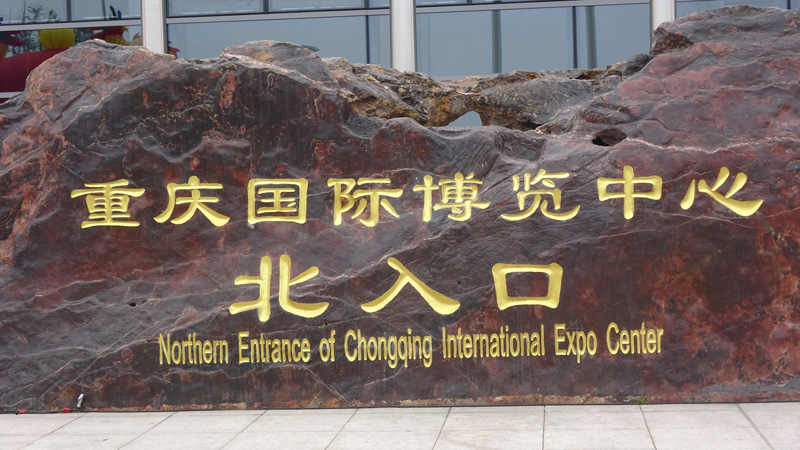 重庆国际博览中心
北入口
Northern Entrance of Chongqing International Expo Center